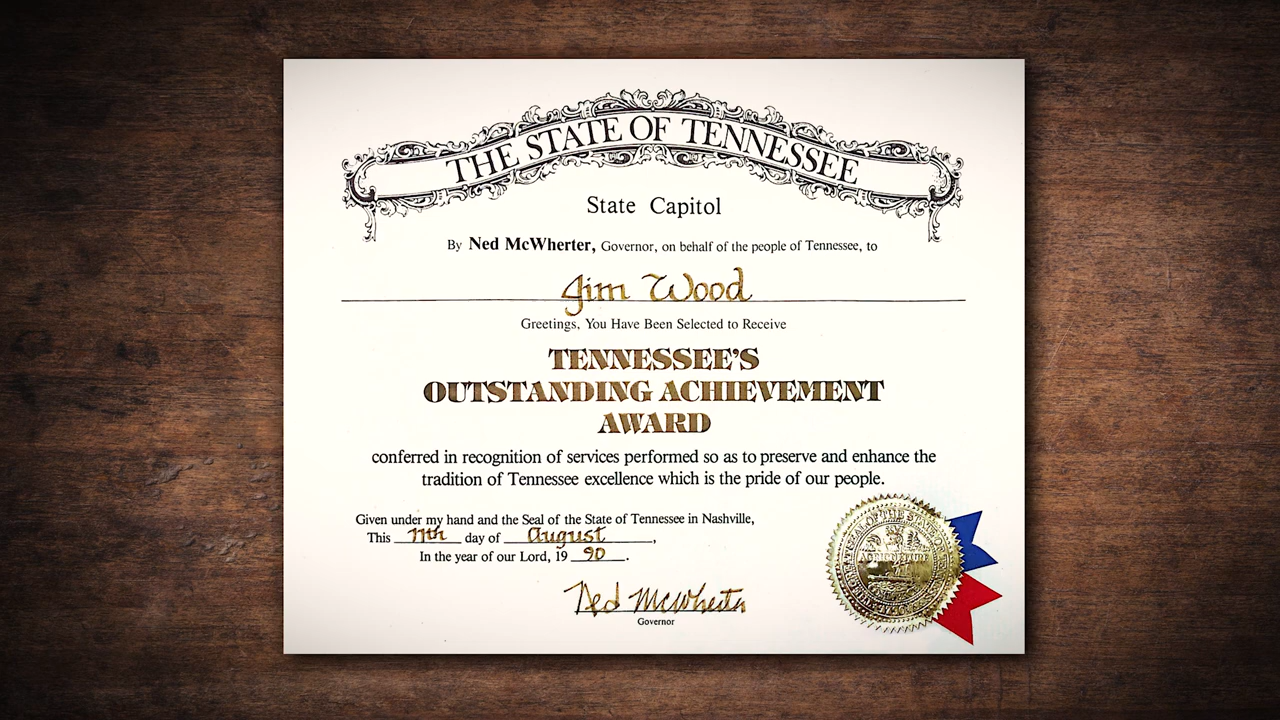 THE STATE OF TENNESSEE
State Capitol
By Ned McWherter, Governor, on behalf of the people of Tennessee, to
Jim Wood
Greetings, You Have Been Selected to Receive
TENNESSEE'S
OUTSTANDING ACHIEVEMENT
AWARD
conferred in recognition of services performed so as to preserve and enhance the
tradition of Tennessee excellence which is the pride of our people.
Given under my hand and the Seal of the State of Tennessee in Nashville,
This 17th day of August,
In the year of our Lord, 19 90.
Ned McWherter
Governor
AGRICULTURE